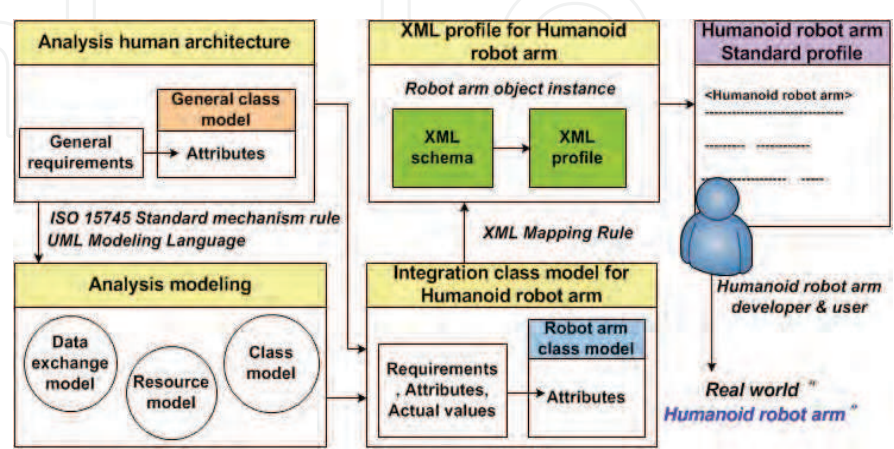 Analysis human architecture
General class
model
General
requirements
Attributes
ISO 15745 Standard mechanism rule
UML Modeling Language
Analysis modeling
Data
exchange
model
Resource
model
Class
model
XML profile for Humanoid
robot arm
Robot arm object instance
XML
schema
XML
profile
XML Mapping Rule
Integration class model for
Humanoid robot arm
Requirements
, Attributes,
Actual values
Robot arm
class model
Attributes
Humanoid robot arm
Standard profile
<Humanoid robot arm>
Humanoid robot arm
developer & user
Real world "
Humanoid robot arm "